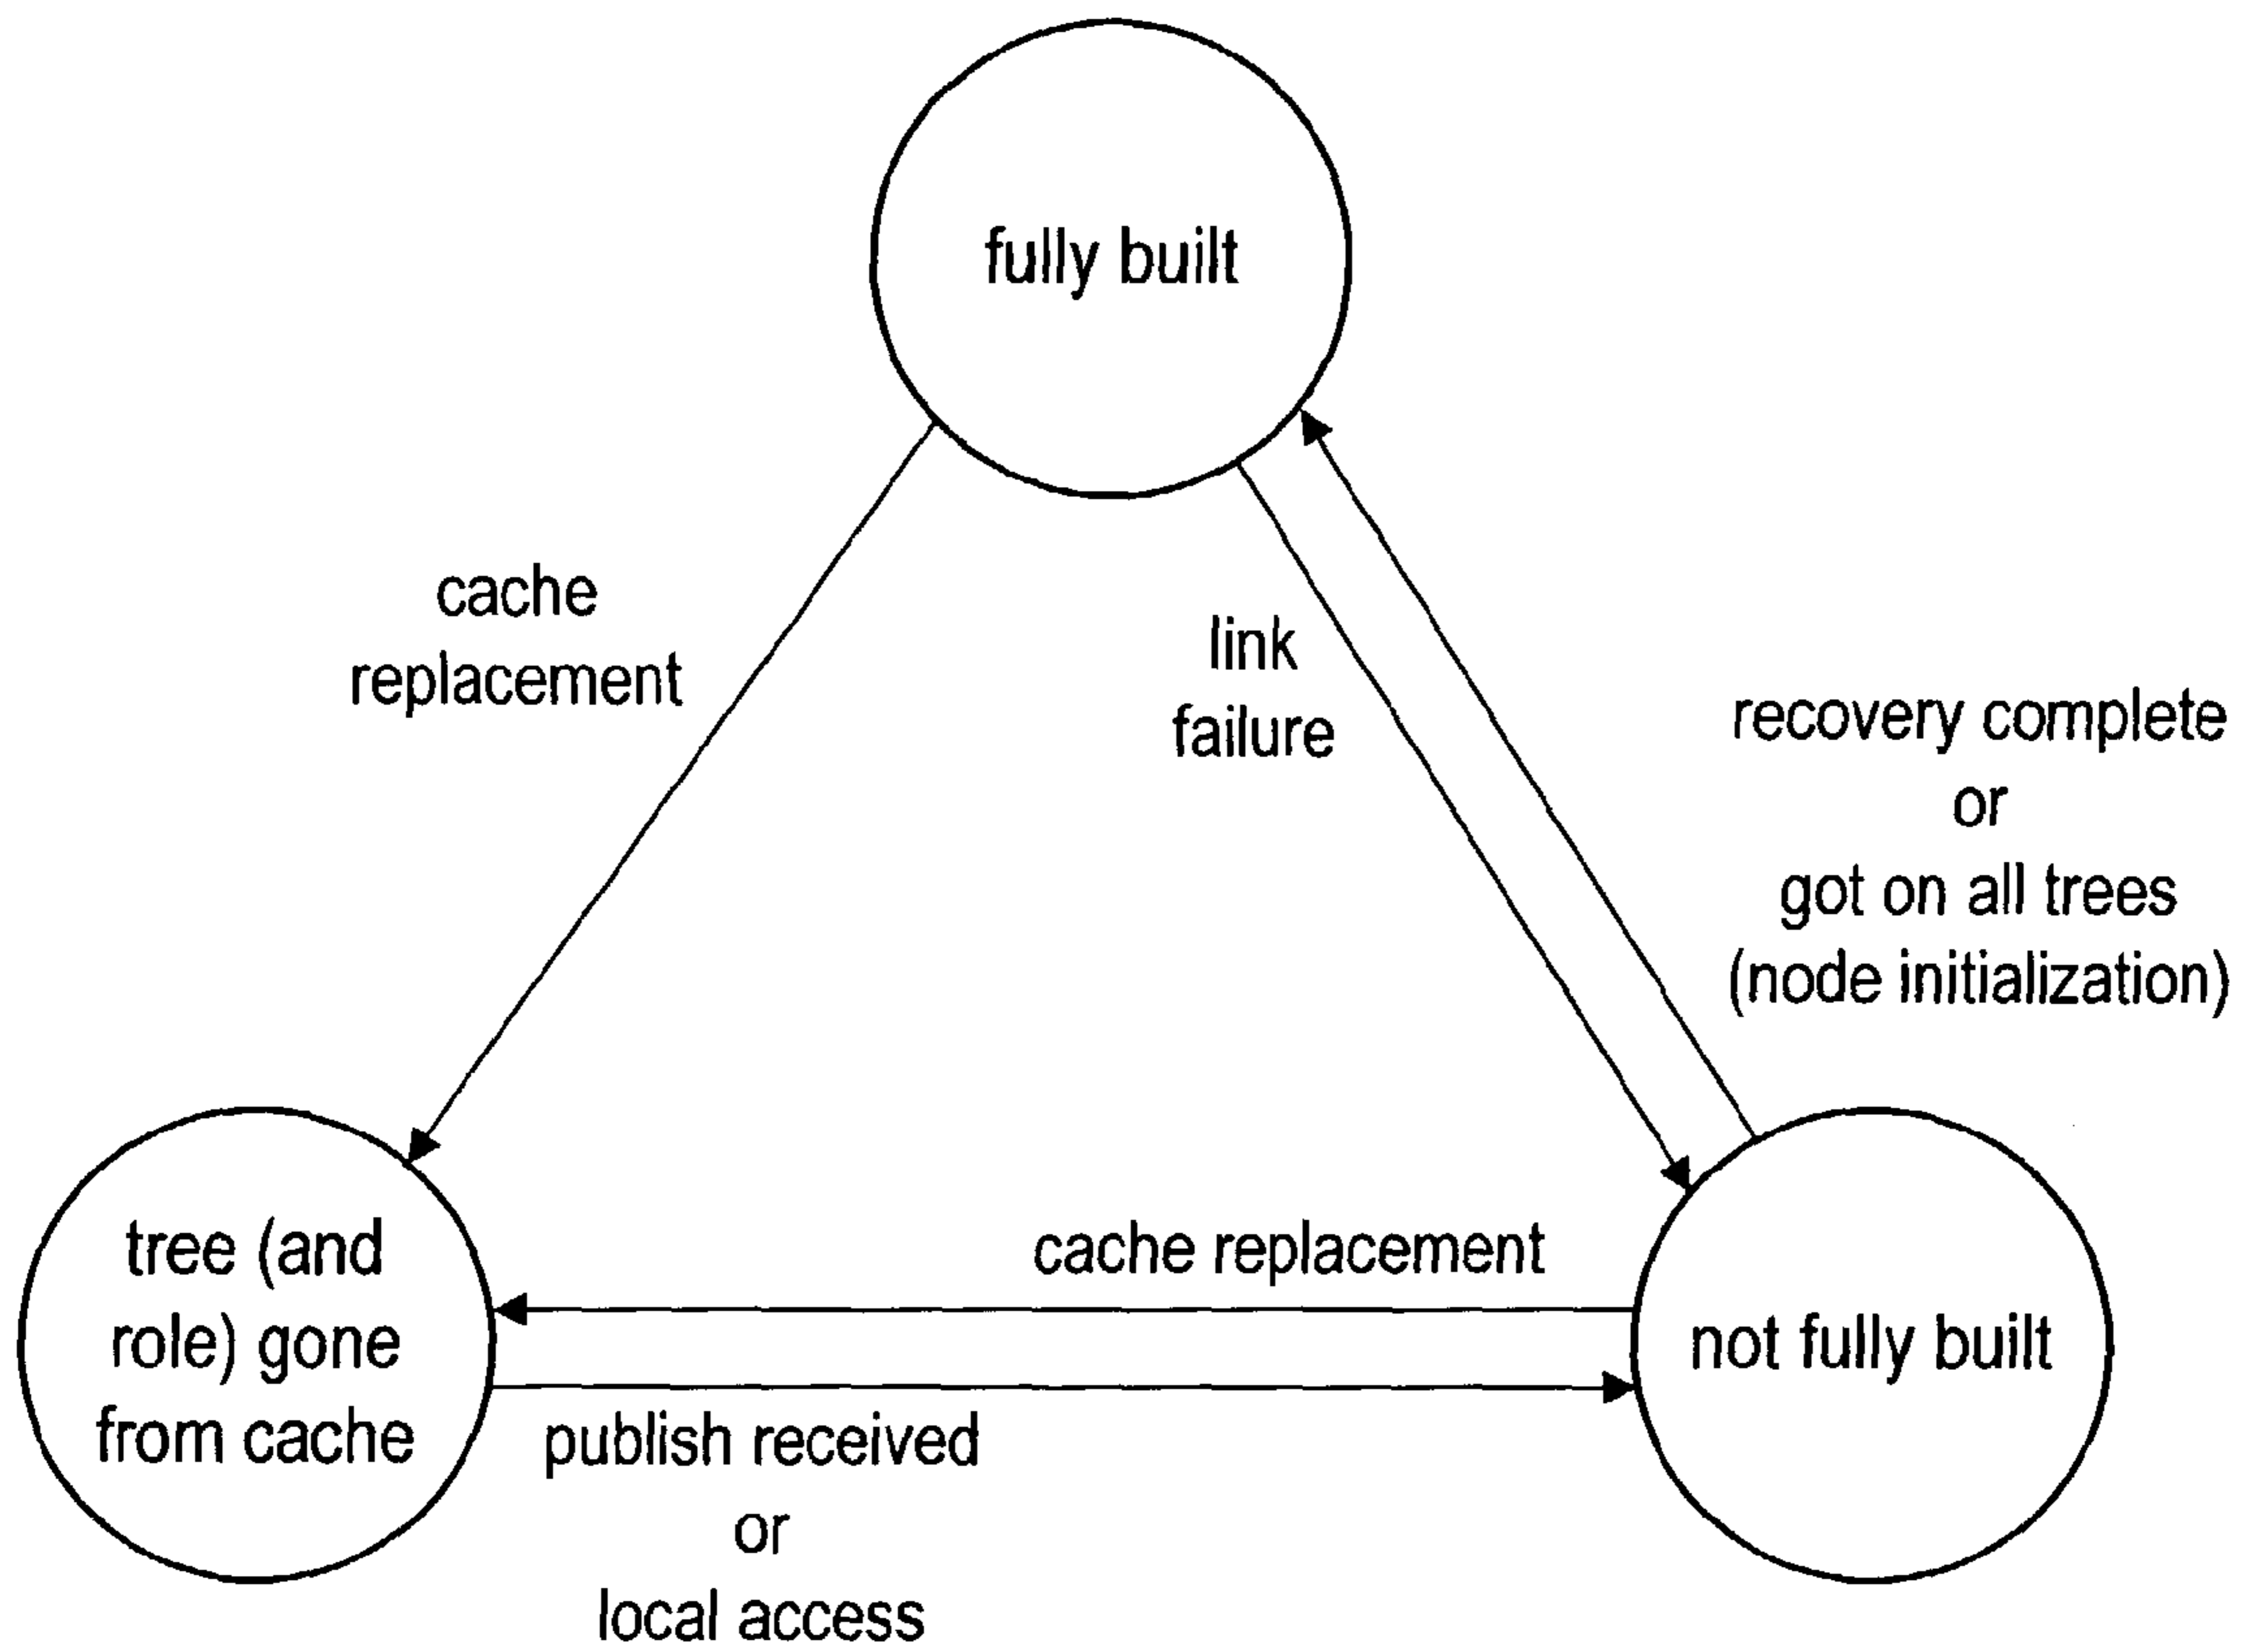 fully built
cache
replacement
link
failure
recovery complete
or
got on all trees
(node initialization)
tree (and
role) gone
from cache
cache replacement
not fully built
publish received
or
local access